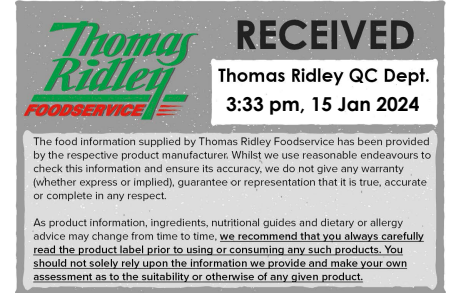 Thomas
Ridley
FOODSERVICE
RECEIVED
Thomas Ridley QC Dept.
3:33 pm, 15 Jan 2024
The food information supplied by Thomas Ridley Foodservice has been provided
by the respective product manufacturer. Whilst we use reasonable endeavours to
check this information and ensure its accuracy, we do not give any warranty
(whether express or implied), guarantee or representation that it is true, accurate
or complete in any respect.
As product information, ingredients, nutritional guides and dietary or allergy
advice may change from time to time, we recommend that you always carefully
read the product label prior to using or consuming any such products. You
should not solely rely upon the information we provide and make your own
assessment as to the suitability or otherwise of any given product.